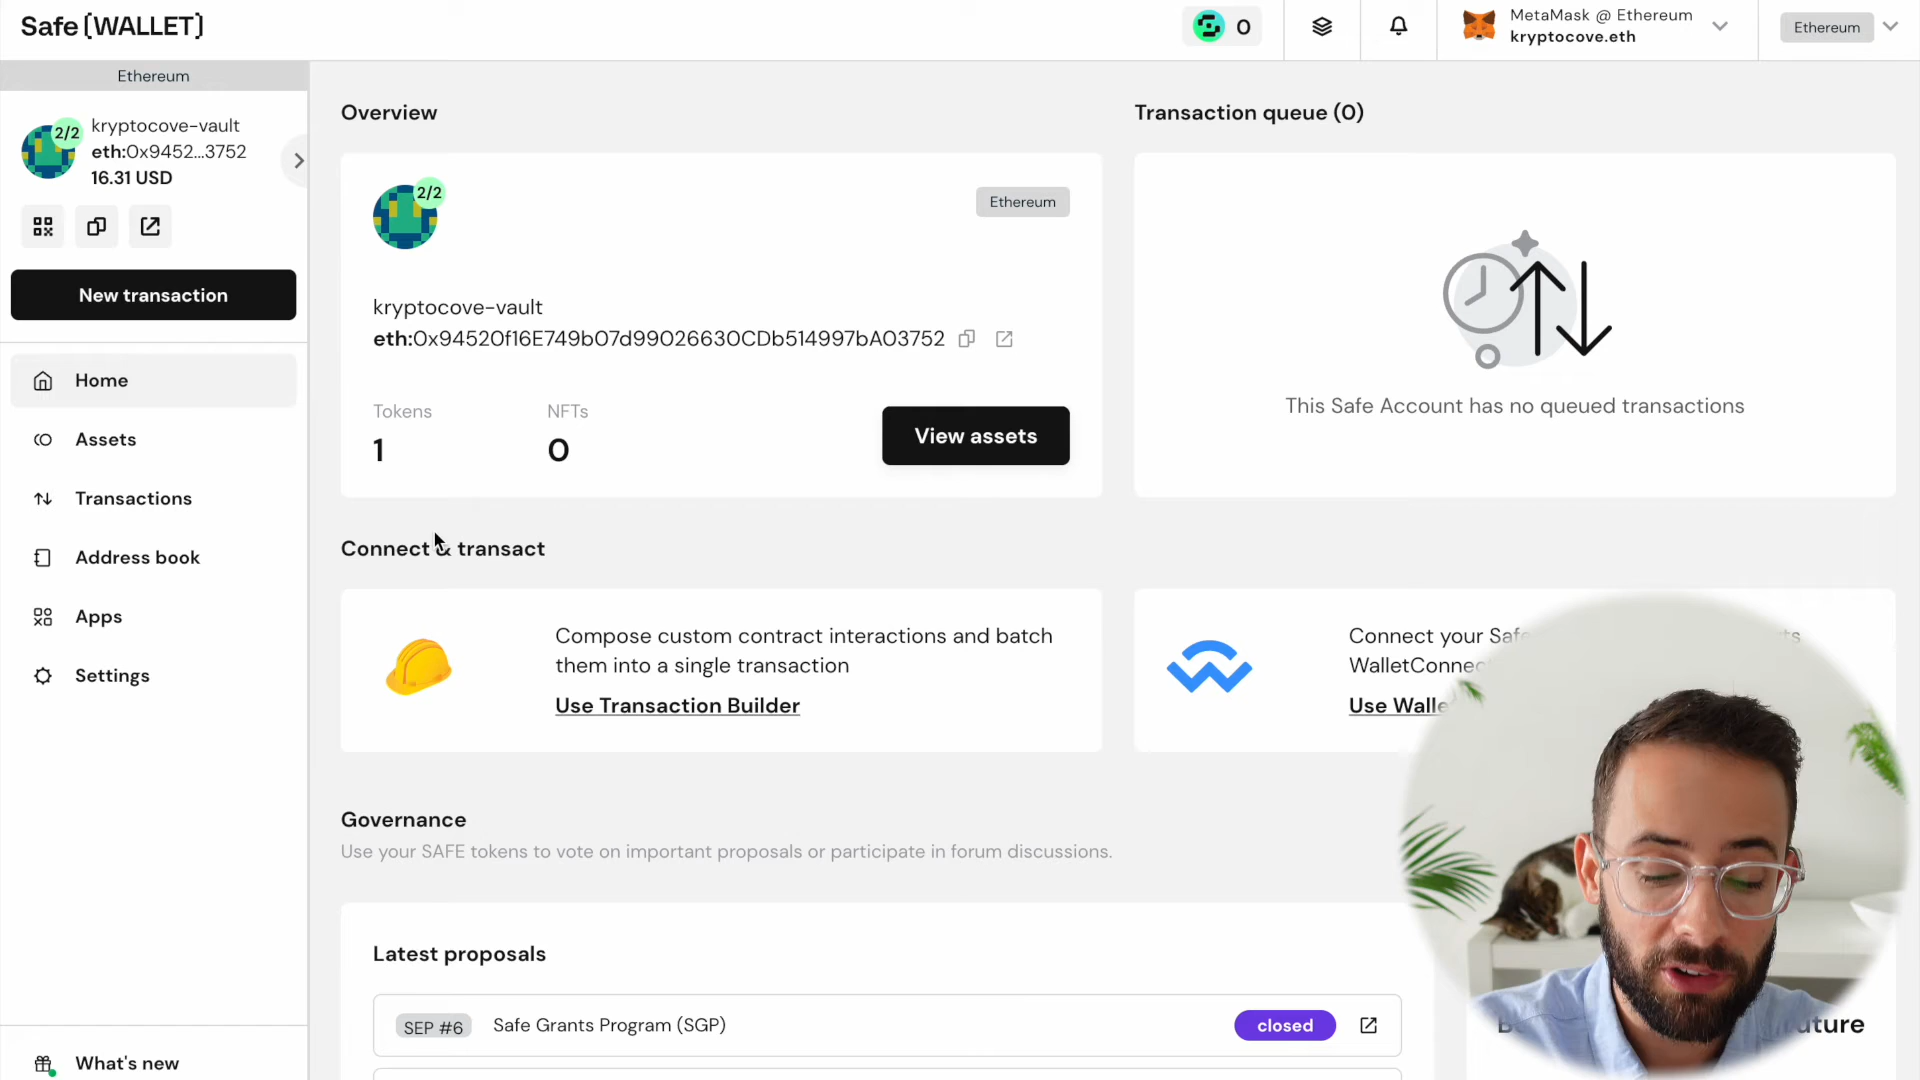 Safe [WALLET]
0
MetaMask @ Ethereum
kryptocove.eth
Ethereum
Ethereum
2/2
kryptocove-vault
eth:0x9452...3752
16.31 USD
New transaction
Home
Assets
Transactions
Address book
Apps
Settings
What's new
Overview
2/2
Ethereum
kryptocove-vault
eth:0x94520f16E749b07d99026630CDb514997bA03752
Tokens
NFTs
1
0
View assets
Transaction queue (0)
This Safe Account has no queued transactions
Connect & transact
Compose custom contract interactions and batch
them into a single transaction
Use Transaction Builder
Connect your Safe
WalletConnec
Use Walle
Governance
Use your SAFE tokens to vote on important proposals or participate in forum discussions.
Latest proposals
SEP #6
Safe Grants Program (SGP)
closed